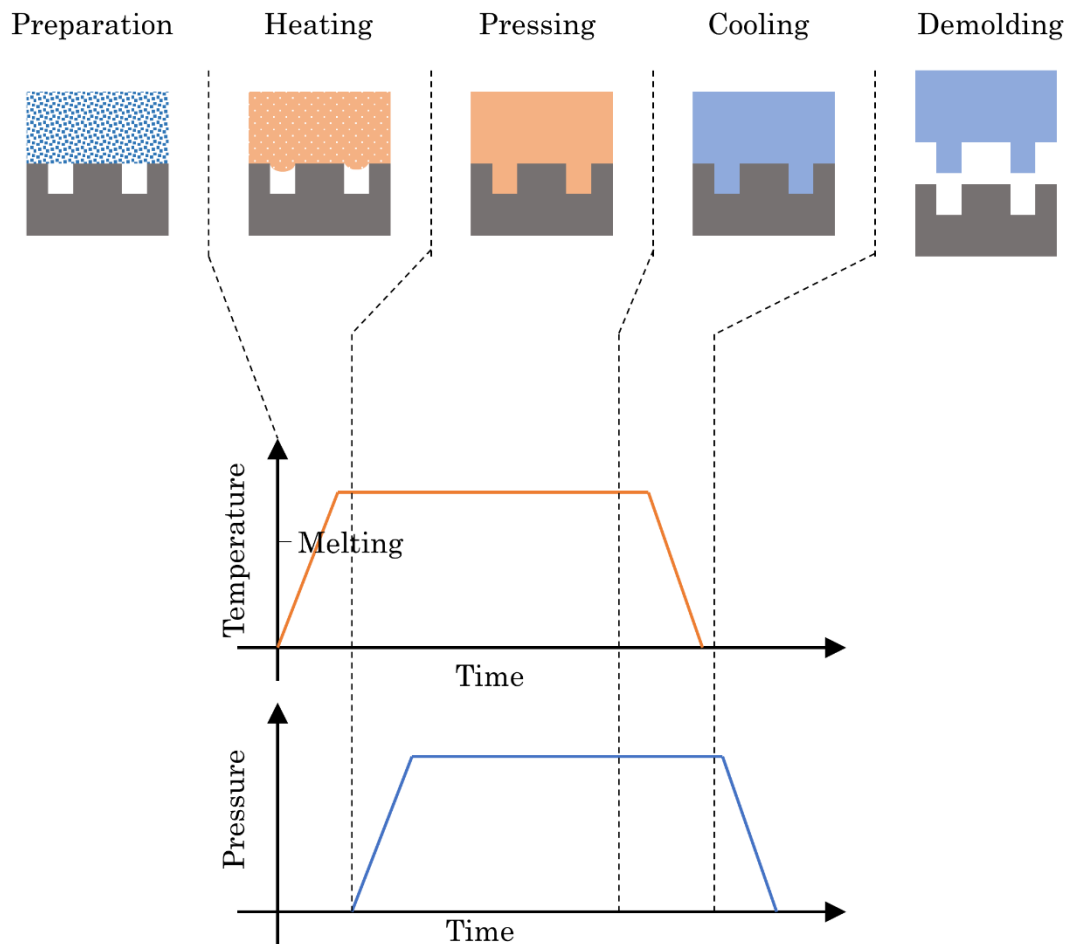 Preparation
Heating
Pressing
Cooling
Demolding
Temperature
Melting
Time
Pressure
Time